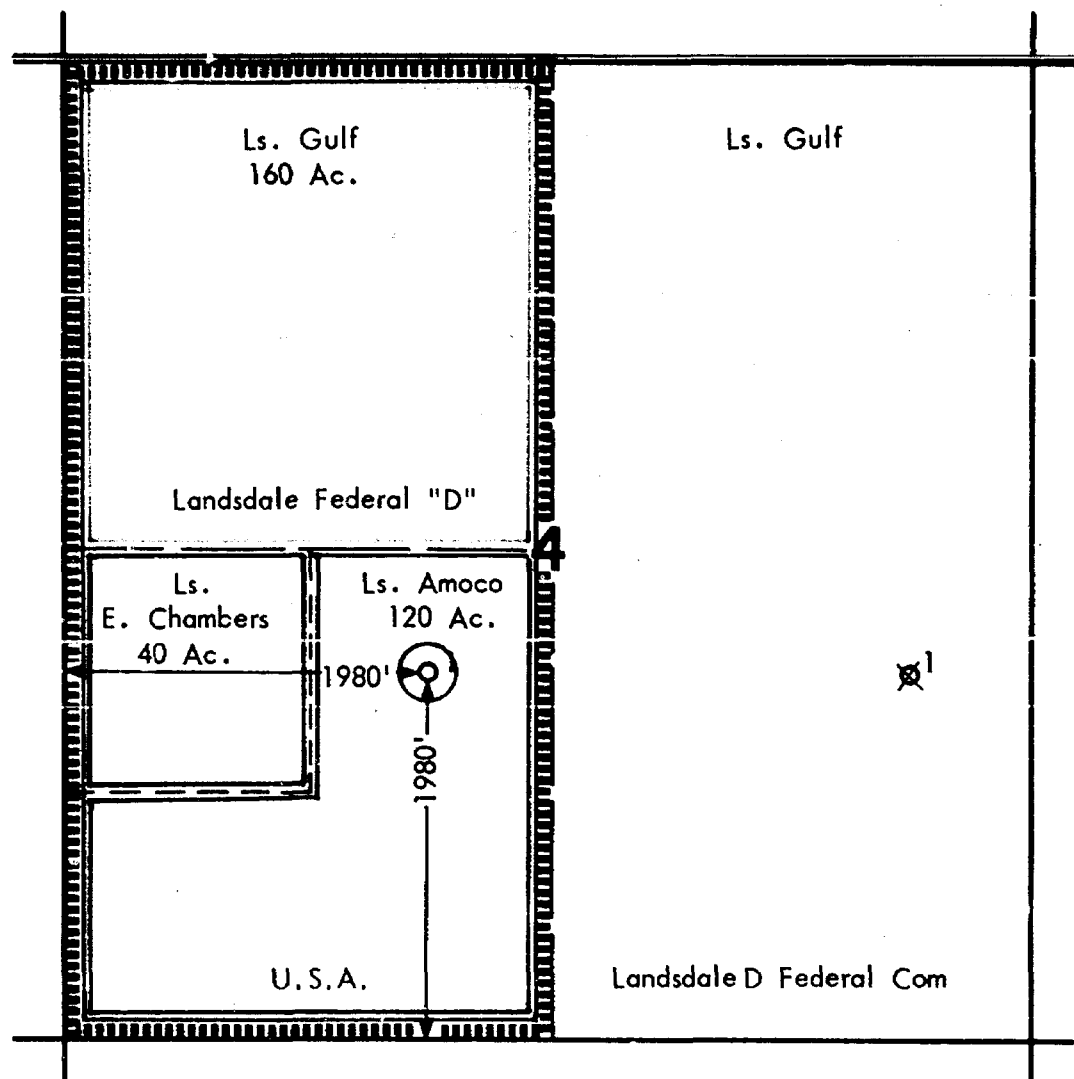 Ls. Gulf
160 Ac.
Ls. Gulf
Landsdale Federal "D"
4
Ls.
E. Chambers
40 Ac.
Ls. Amoco
120 Ac.
1980'
1
1980'
U.S.A.
Landsdale D Federal Com